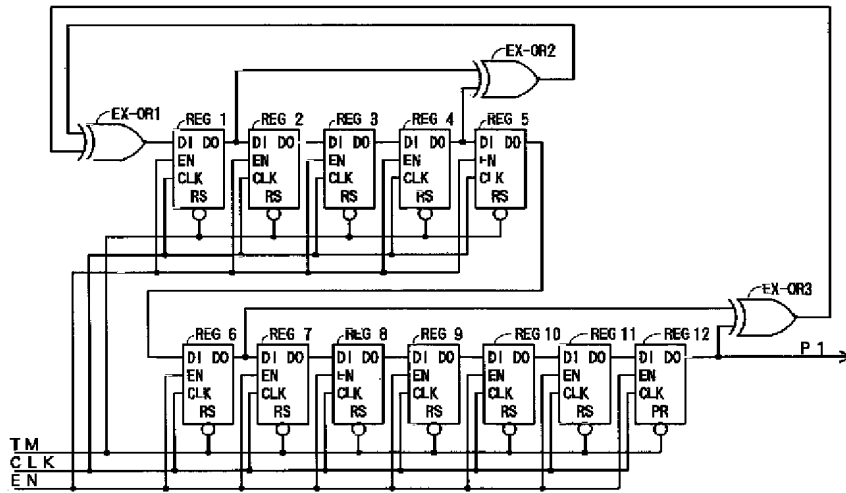 EX-OR2
EX-OR1
REG 1 REG 2 REG 3 REG 4 REG 5
DI DO DI DO DI DO DI DO DI DO
EN EN EN EN EN
CLK CLK CLK CLK CLK
RS RS RS RS RS
EX-OR3
REG 6 REG 7 REG 8 REG 9 REG 10 REG 11 REG 12
DI DO DI DO DI DO DI DO DI DO DI DO DI DO
P1
EN EN EN EN EN EN EN
CLK CLK CLK CLK CLK CLK CLK
RS RS RS RS RS RS PR
TM
CLK
EN